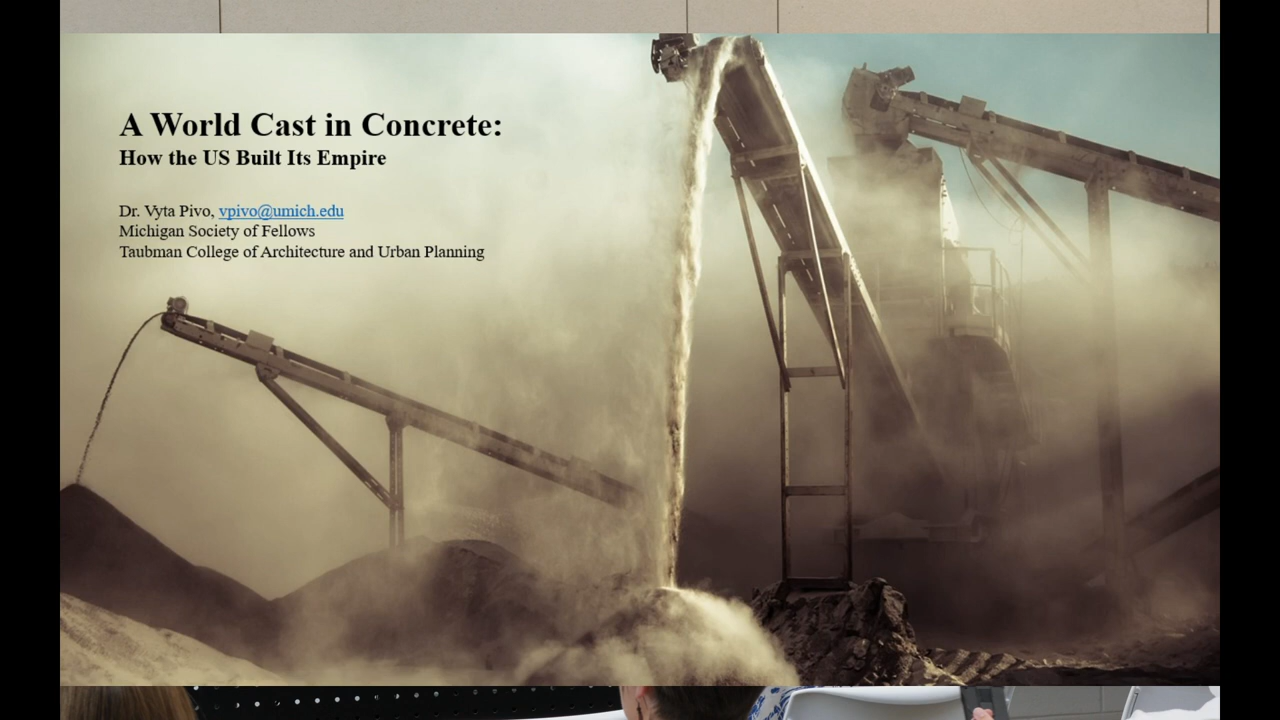 A World Cast in Concrete:
How the US Built Its Empire
Dr. Vyta Pivo, vpivo@umich.edu
Michigan Society of Fellows
Taubman College of Architecture and Urban Planning